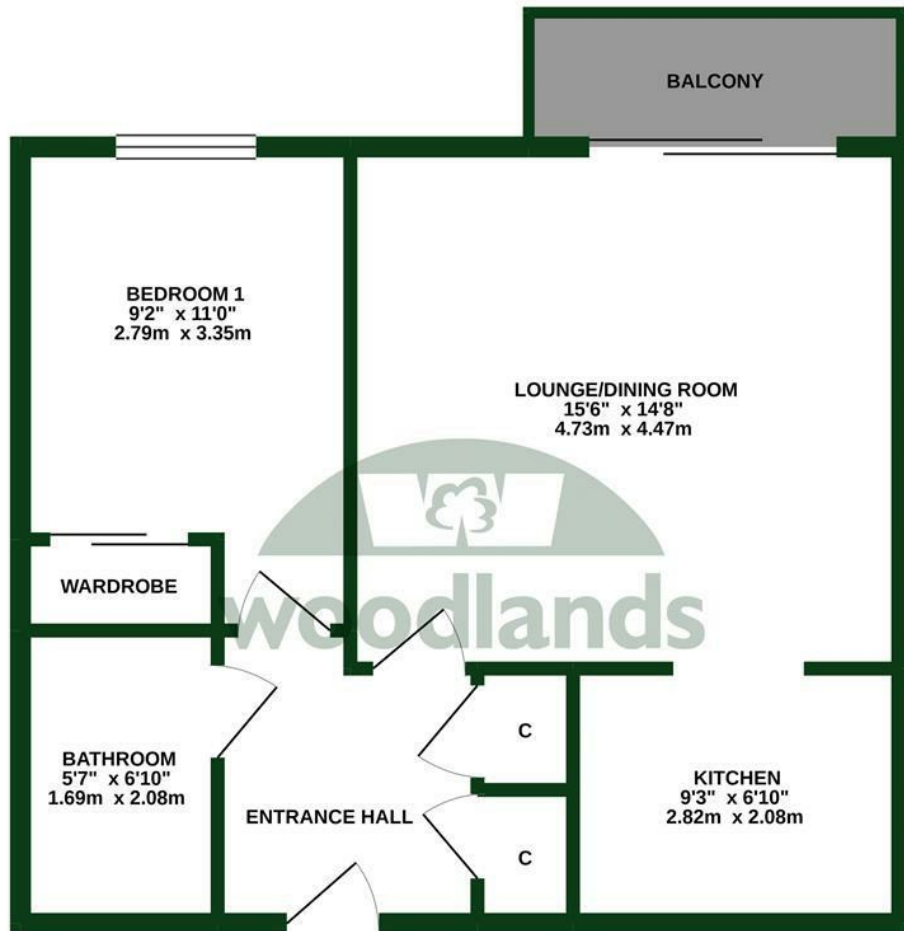 BALCONY
BEDROOM 1
9'2" x 11'0"
2.79m x 3.35m
LOUNGE/DINING ROOM
15'6" x 14'8"
4.73m x 4.47m
woodlands
WARDROBE
BATHROOM
5'7" x 6'10"
1.69m x 2.08m
ENTRANCE HALL
C
C
KITCHEN
9'3" x 6'10"
2.82m x 2.08m